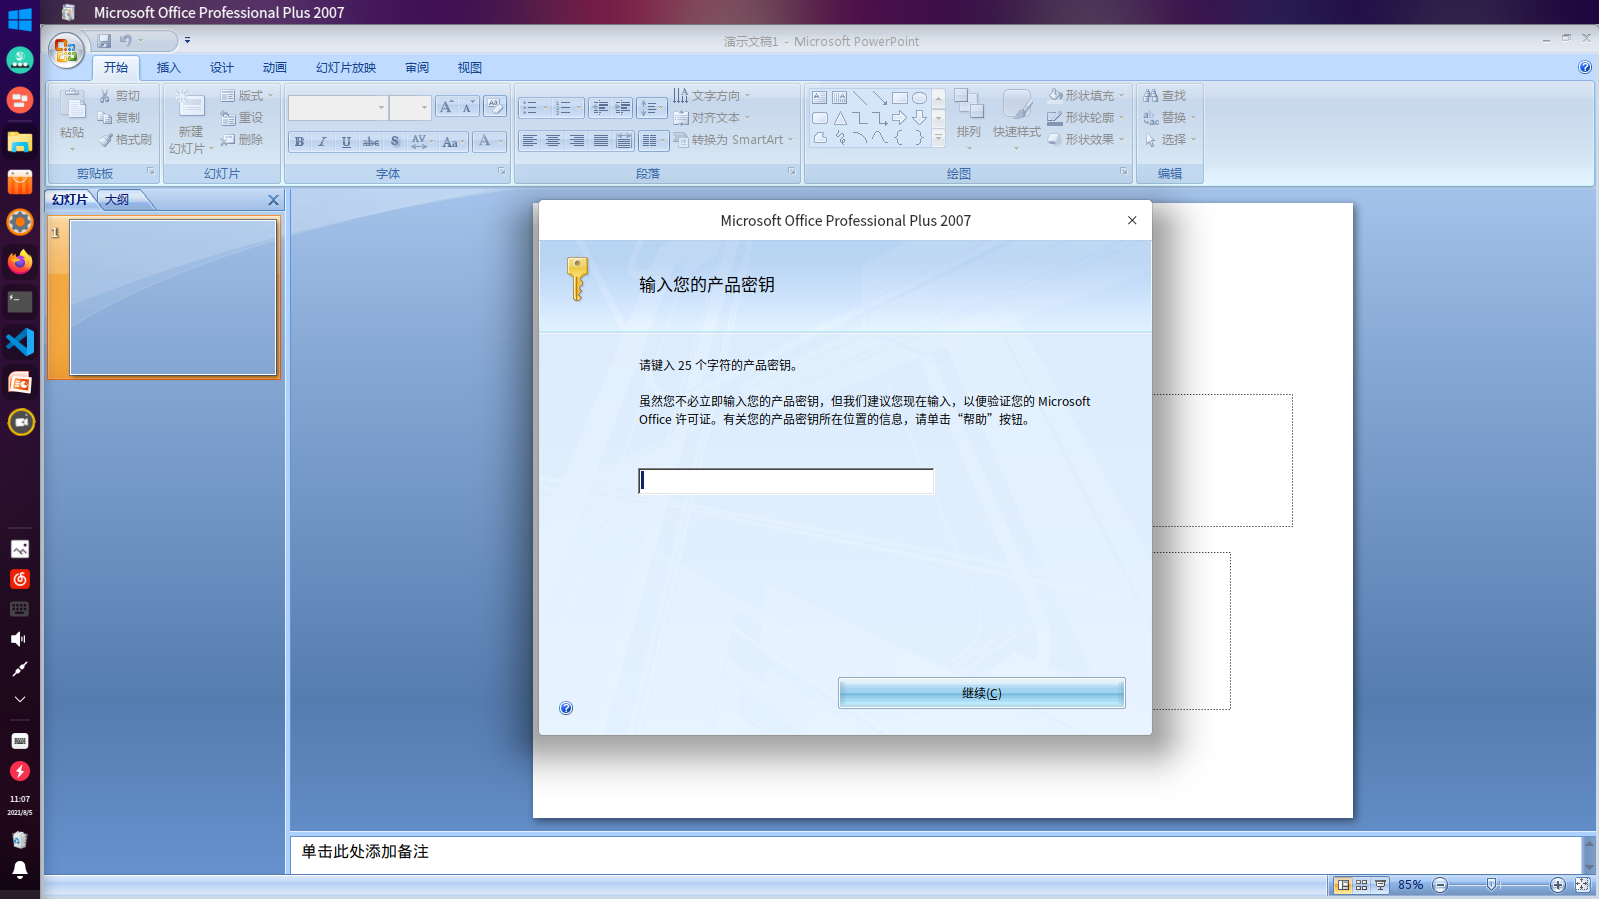 Microsoft Office Professional Plus 2007
演示文稿1 - Microsoft PowerPoint
开始 插入 设计 动画 幻灯片放映 审阅 视图
粘贴
剪切
复制
格式刷
剪贴板
新建
幻灯片
版式
重设
删除
幻灯片
B I U abc S AV Aa A
字体
文字方向
对齐文本
转换为 SmartArt
段落
排列
快速样式
形状填充
形状轮廓
形状效果
绘图
查找
替换
选择
编辑
幻灯片 大纲
1
Microsoft Office Professional Plus 2007
输入您的产品密钥
请键入 25 个字符的产品密钥。
虽然您不必立即输入您的产品密钥，但我们建议您现在输入，以便验证您的 Microsoft
Office 许可证。有关您的产品密钥所在位置的信息，请单击“帮助”按钮。
继续(C)
单击此处添加备注
85%
11:07
2021/8/5